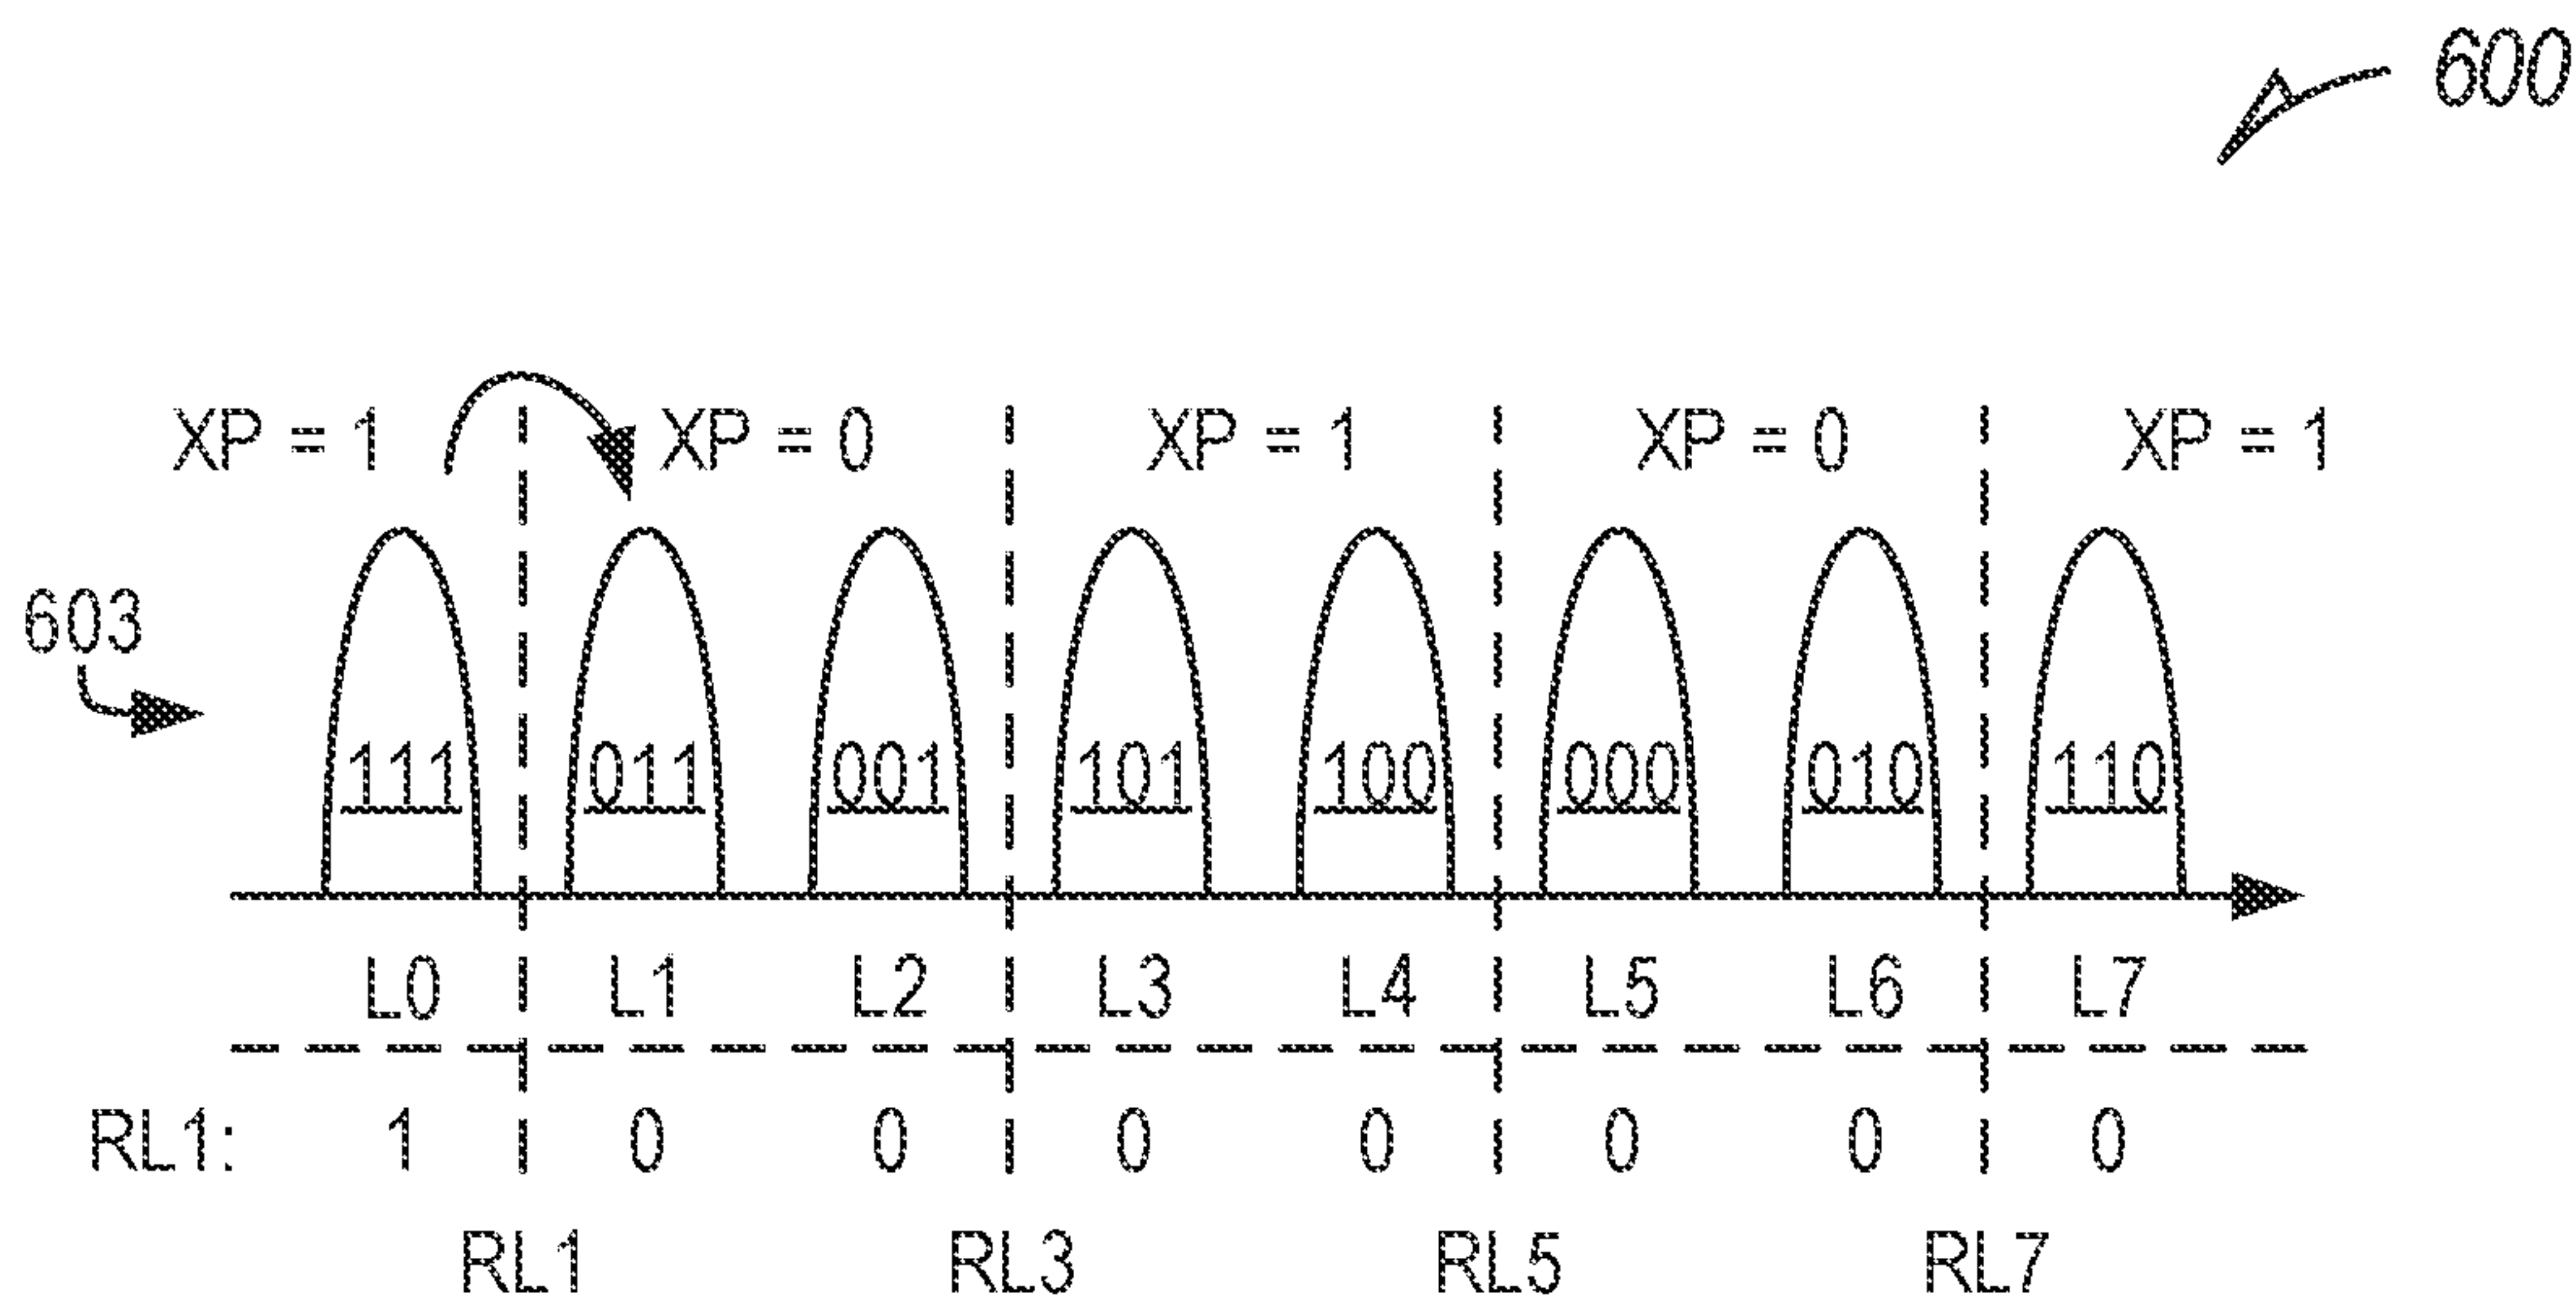 600
XP = 1 XP = 0 XP = 1 XP = 0 XP = 1
603
111 011 001 101 100 000 010 110
L0 L1 L2 L3 L4 L5 L6 L7
RL1: 1 0 0 0 0 0 0 0
RL1 RL3 RL5 RL7